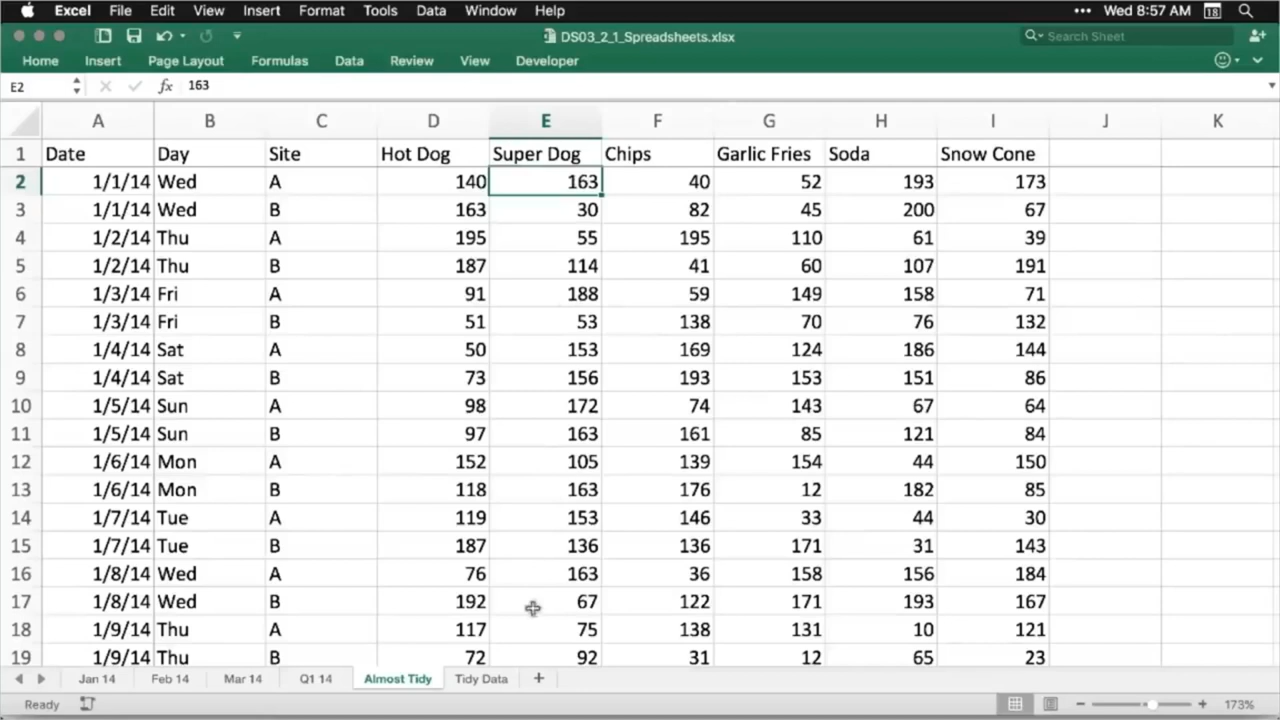 Excel File Edit View Insert Format Tools Data Window Help ••• Wed 8:57 AM 18
DS03_2_1_Spreadsheets.xlsx Search Sheet
Home Insert Page Layout Formulas Data Review View Developer
E2 fx 163
A B C D E F G H I J K
1 Date Day Site Hot Dog Super Dog Chips Garlic Fries Soda Snow Cone
2 1/1/14 Wed A 140 163 40 52 193 173
3 1/1/14 Wed B 163 30 82 45 200 67
4 1/2/14 Thu A 195 55 195 110 61 39
5 1/2/14 Thu B 187 114 41 60 107 191
6 1/3/14 Fri A 91 188 59 149 158 71
7 1/3/14 Fri B 51 53 138 70 76 132
8 1/4/14 Sat A 50 153 169 124 186 144
9 1/4/14 Sat B 73 156 193 153 151 86
10 1/5/14 Sun A 98 172 74 143 67 64
11 1/5/14 Sun B 97 163 161 85 121 84
12 1/6/14 Mon A 152 105 139 154 44 150
13 1/6/14 Mon B 118 163 176 12 182 85
14 1/7/14 Tue A 119 153 146 33 44 30
15 1/7/14 Tue B 187 136 136 171 31 143
16 1/8/14 Wed A 76 163 36 158 156 184
17 1/8/14 Wed B 192 67 122 171 193 167
18 1/9/14 Thu A 117 75 138 131 10 121
19 1/9/14 Thu B 72 92 31 12 65 23
Jan 14 Feb 14 Mar 14 Q1 14 Almost Tidy Tidy Data +
Ready 173%